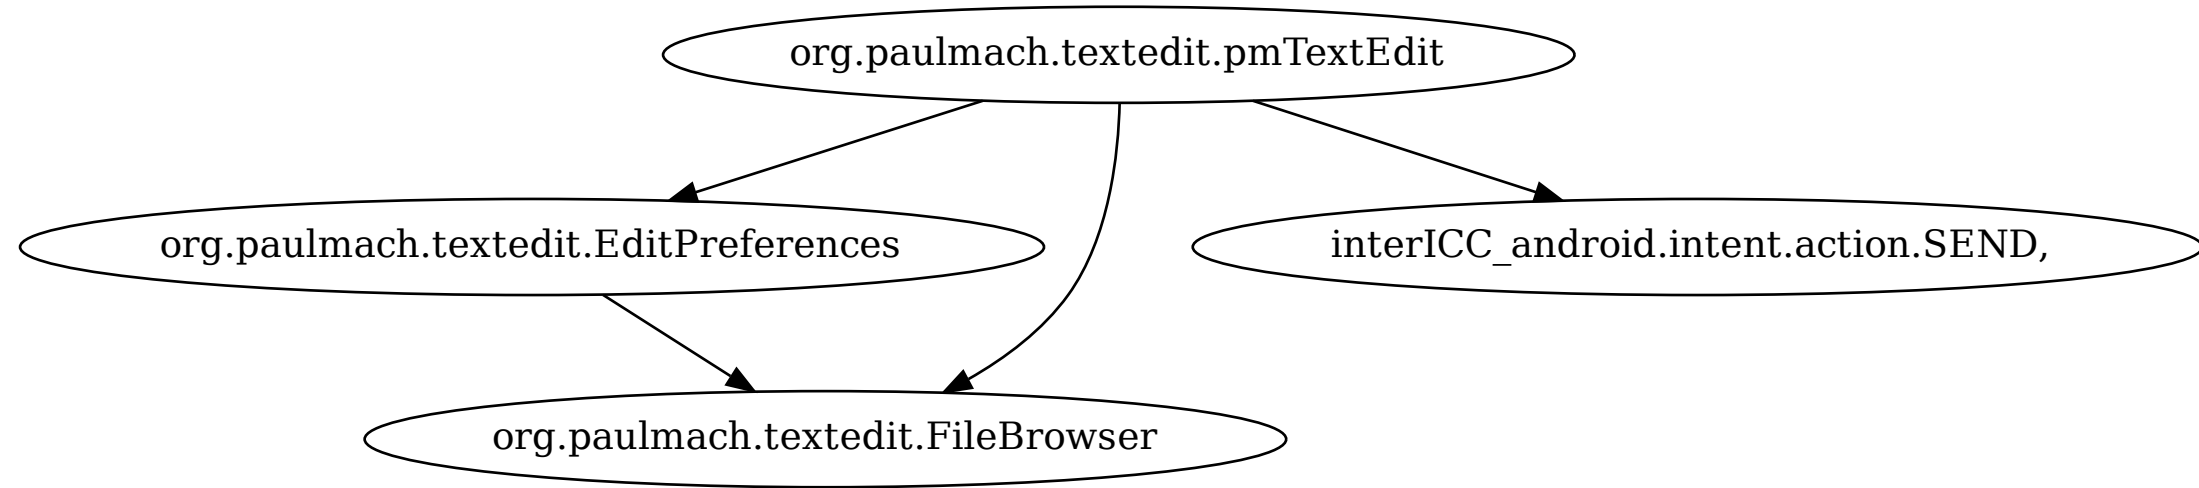 org.paulmach.textedit.pmTextEdit
org.paulmach.textedit.EditPreferences
interICC_android.intent.action.SEND,
org.paulmach.textedit.FileBrowser